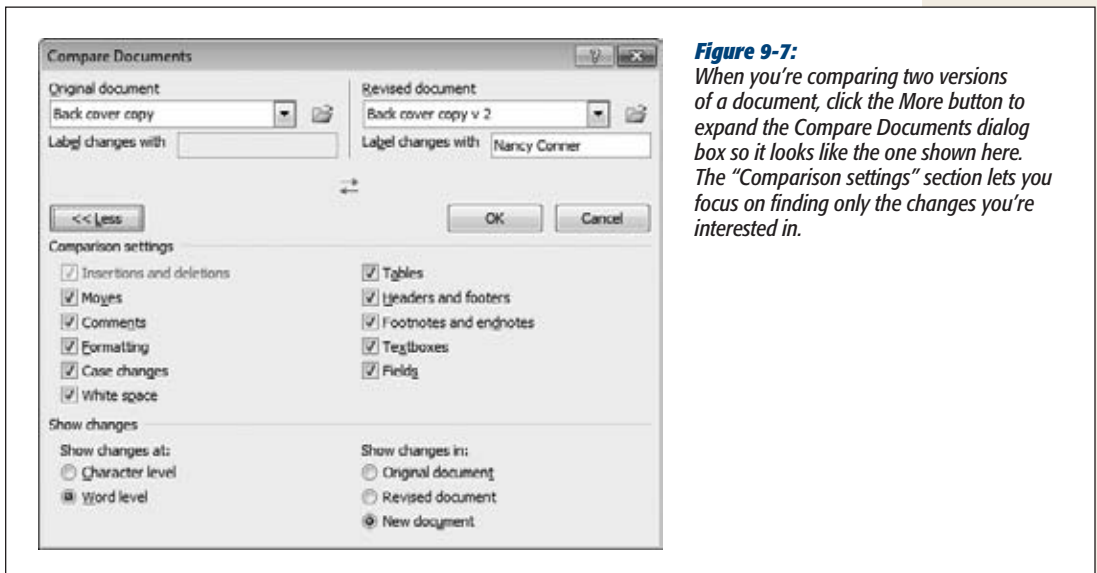 Compare Documents
Original document
Revised document
Back cover copy
Back cover copy v 2
Label changes with
Label changes with Nancy Conner
<< Less
OK
Cancel
Comparison settings
Insertions and deletions
Tables
Moves
Headers and footers
Comments
Footnotes and endnotes
Formatting
Textboxes
Case changes
Fields
White space
Show changes
Show changes at:
Show changes in:
Character level
Original document
Word level
Revised document
New document
Figure 9-7:
When you’re comparing two versions
of a document, click the More button to
expand the Compare Documents dialog
box so it looks like the one shown here.
The “Comparison settings” section lets you
focus on finding only the changes you’re
interested in.